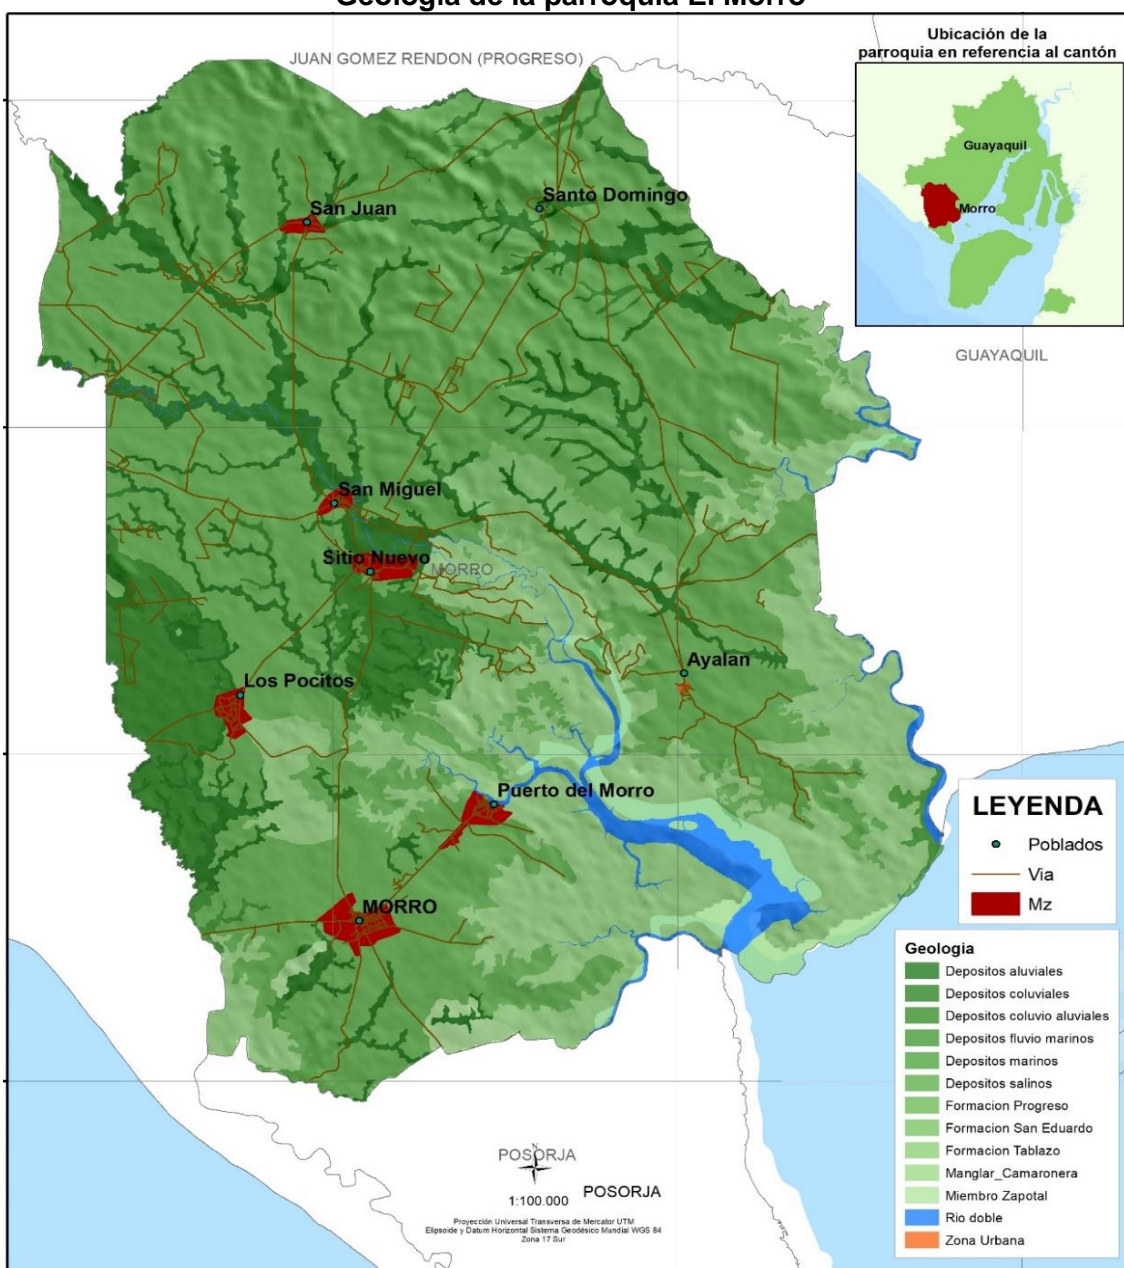 Geología de la parroquia El Morro
JUAN GOMEZ RENDON (PROGRESO)
Ubicación de la
parroquia en referencia al cantón
Guayaquil
Morro
San Juan
Santo Domingo
GUAYAQUIL
San Miguel
Sitio Nuevo
MORRO
Ayalan
Los Pocitos
Puerto del Morro
MORRO
LEYENDA
Poblados
Via
Mz
Geologia
Depositos aluviales
Depositos coluviales
Depositos coluvio aluviales
Depositos fluvio marinos
Depositos marinos
Depositos salinos
Formacion Progreso
Formacion San Eduardo
Formacion Tablazo
Manglar_Camaronera
Miembro Zapotal
Rio doble
Zona Urbana
POSORJA
N
1:100.000
POSORJA
Proyección Universal Transversa de Mercator UTM
Elipsoide y Datum Horizontal Sistema Geodésico Mundial WGS 84
Zona 17 Sur